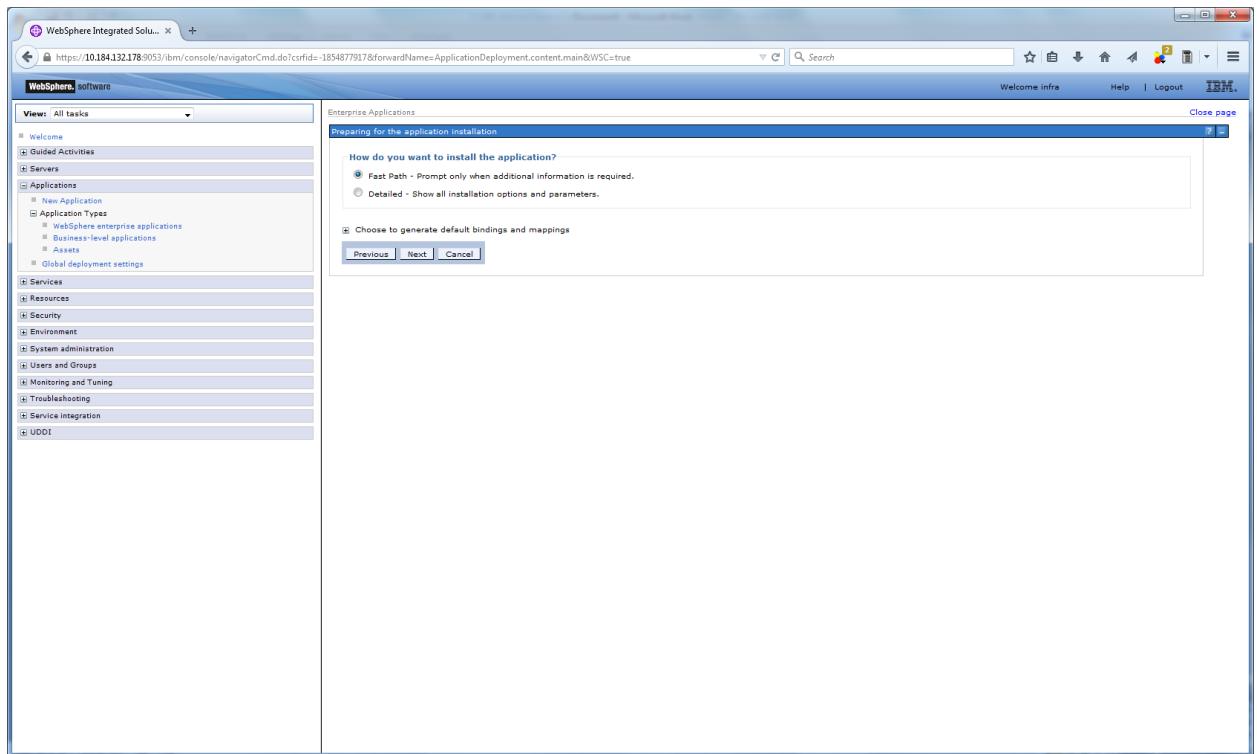 WebSphere Integrated Solu... × +
https://10.184.132.178:9053/ibm/console/navigatorCmd.do?csrfid=-1854877917&forwardName=ApplicationDeployment.content.main&WSC=true
Search
2
WebSphere. software
Welcome infra
Help | Logout
IBM.
View: All tasks
Welcome
Guided Activities
Servers
Applications
New Application
Application Types
WebSphere enterprise applications
Business-level applications
Assets
Global deployment settings
Services
Resources
Security
Environment
System administration
Users and Groups
Monitoring and Tuning
Troubleshooting
Service integration
UDDI
Enterprise Applications
Close page
Preparing for the application installation
? -
How do you want to install the application?
Fast Path - Prompt only when additional information is required.
Detailed - Show all installation options and parameters.
Choose to generate default bindings and mappings
Previous Next Cancel